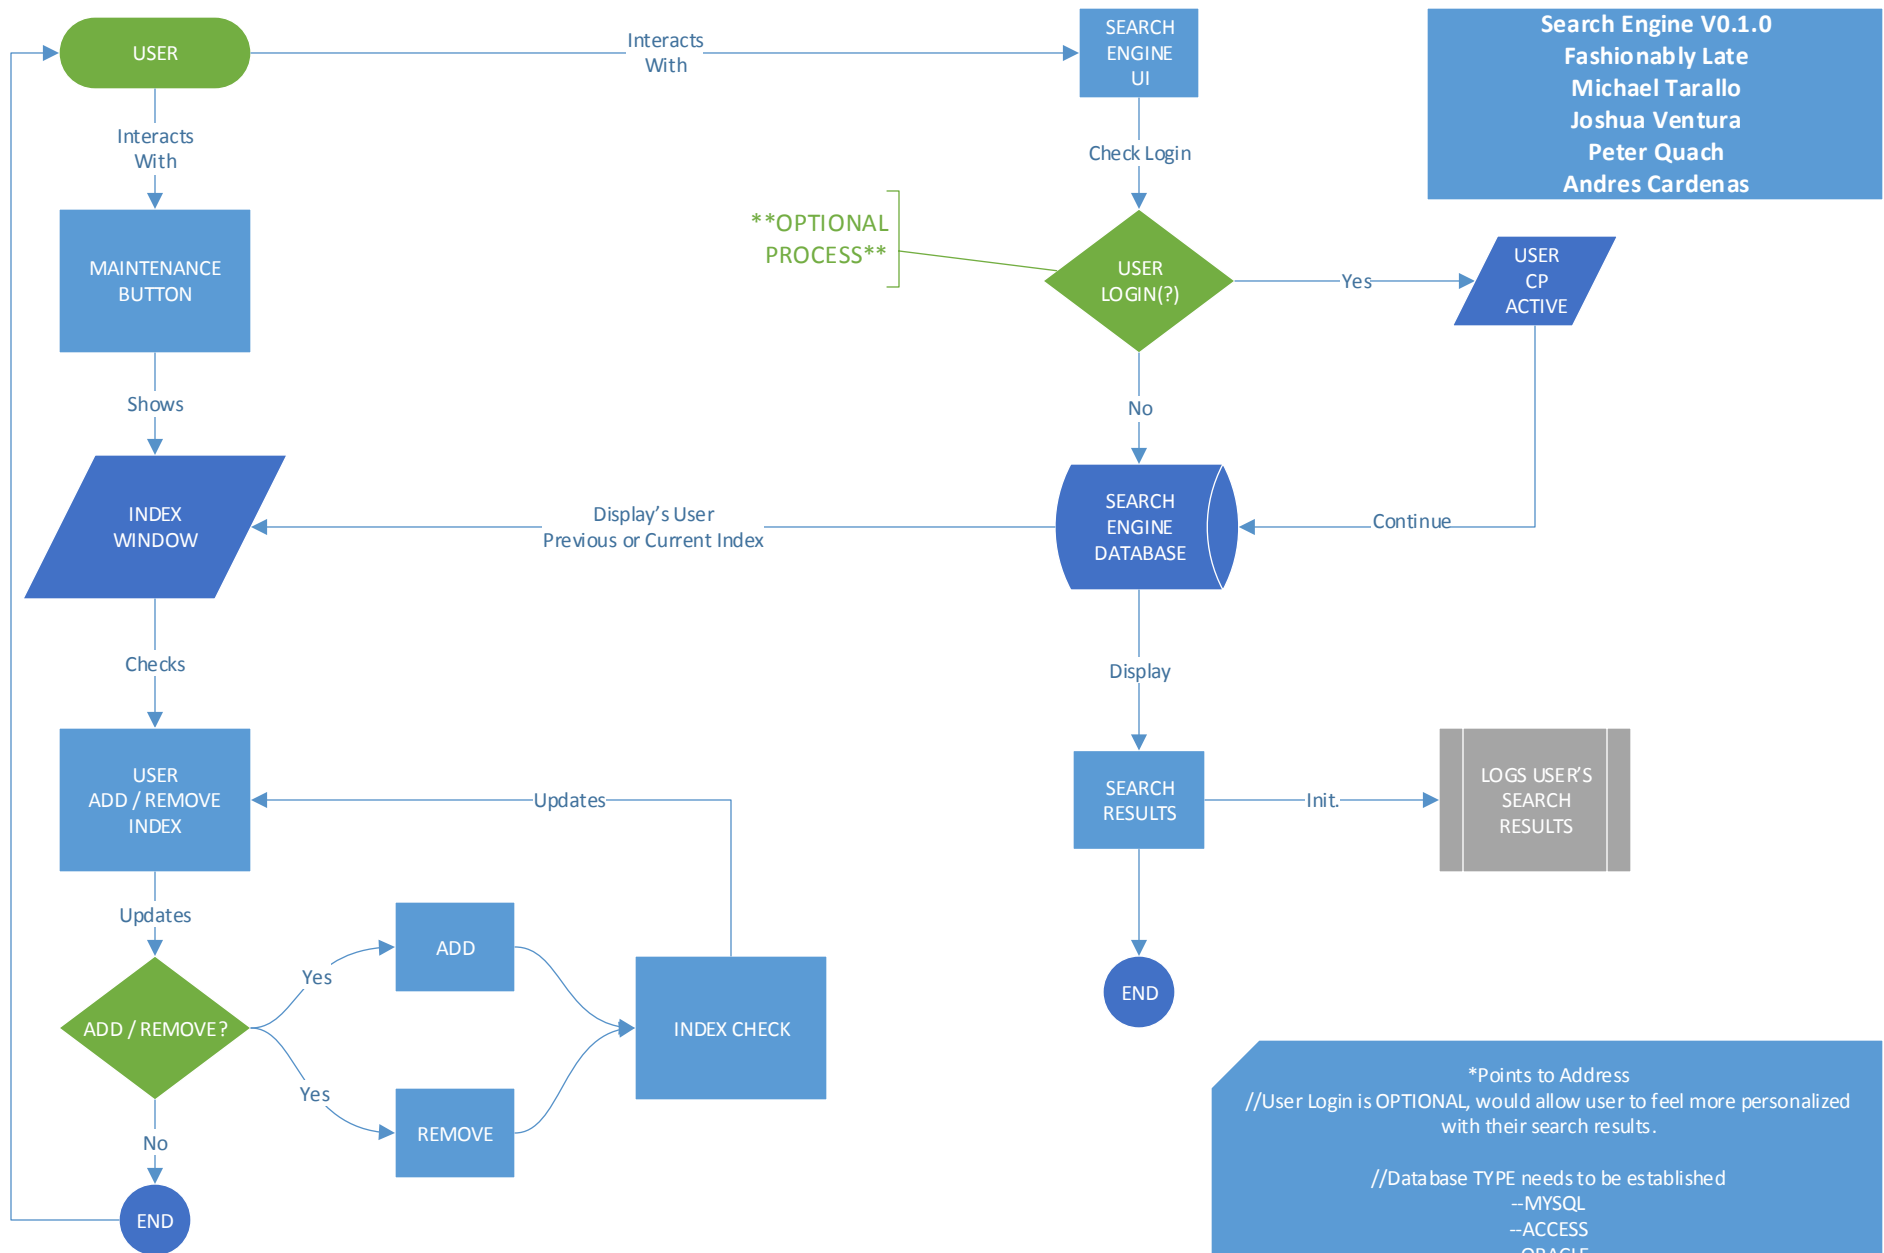 USER
Interacts
With
SEARCH
ENGINE
UI
Search Engine V0.1.0
Fashionably Late
Michael Tarallo
Joshua Ventura
Peter Quach
Andres Cardenas
Interacts
With
Check Login
**OPTIONAL
PROCESS**
MAINTENANCE
BUTTON
USER
LOGIN(?)
Yes
USER
CP
ACTIVE
Shows
No
INDEX
WINDOW
Display's User
Previous or Current Index
SEARCH
ENGINE
DATABASE
Continue
Checks
Display
USER
ADD / REMOVE
INDEX
Updates
SEARCH
RESULTS
Init.
LOGS USER'S
SEARCH
RESULTS
Updates
ADD / REMOVE?
Yes
ADD
Yes
REMOVE
INDEX CHECK
END
No
END
*Points to Address
//User Login is OPTIONAL, would allow user to feel more personalized
with their search results.
//Database TYPE needs to be established
--MYSQL
--ACCESS
--ORACLE